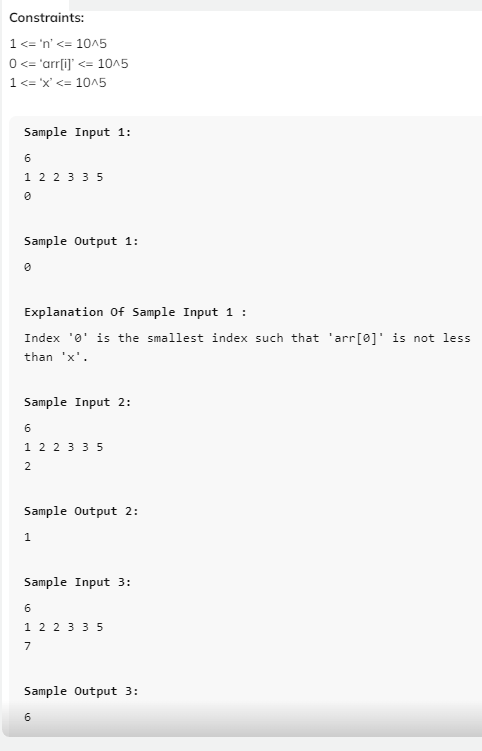 Constraints:
1 <= 'n' <= 10^5
0 <= 'arr[i]' <= 10^5
1 <= 'x' <= 10^5
Sample Input 1:
6
1 2 2 3 3 5
0
Sample Output 1:
0
Explanation Of Sample Input 1 :
Index '0' is the smallest index such that 'arr[0]' is not less
than 'x'.
Sample Input 2:
6
1 2 2 3 3 5
2
Sample Output 2:
1
Sample Input 3:
6
1 2 2 3 3 5
7
Sample Output 3:
6